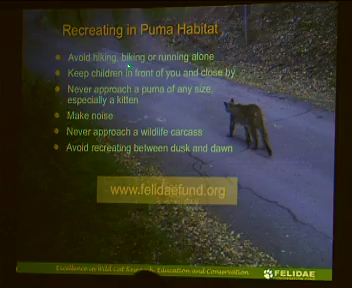 Recreating in Puma Habitat
Avoid hiking, biking or running alone
Keep children in front of you and close by
Never approach a puma of any size,
especially a kitten
Make noise
Never approach a wildlife carcass
Avoid recreating between dusk and dawn
www.felidaefund.org
Excellence in Wild Cat Research, Education and Conservation
FELIDAE